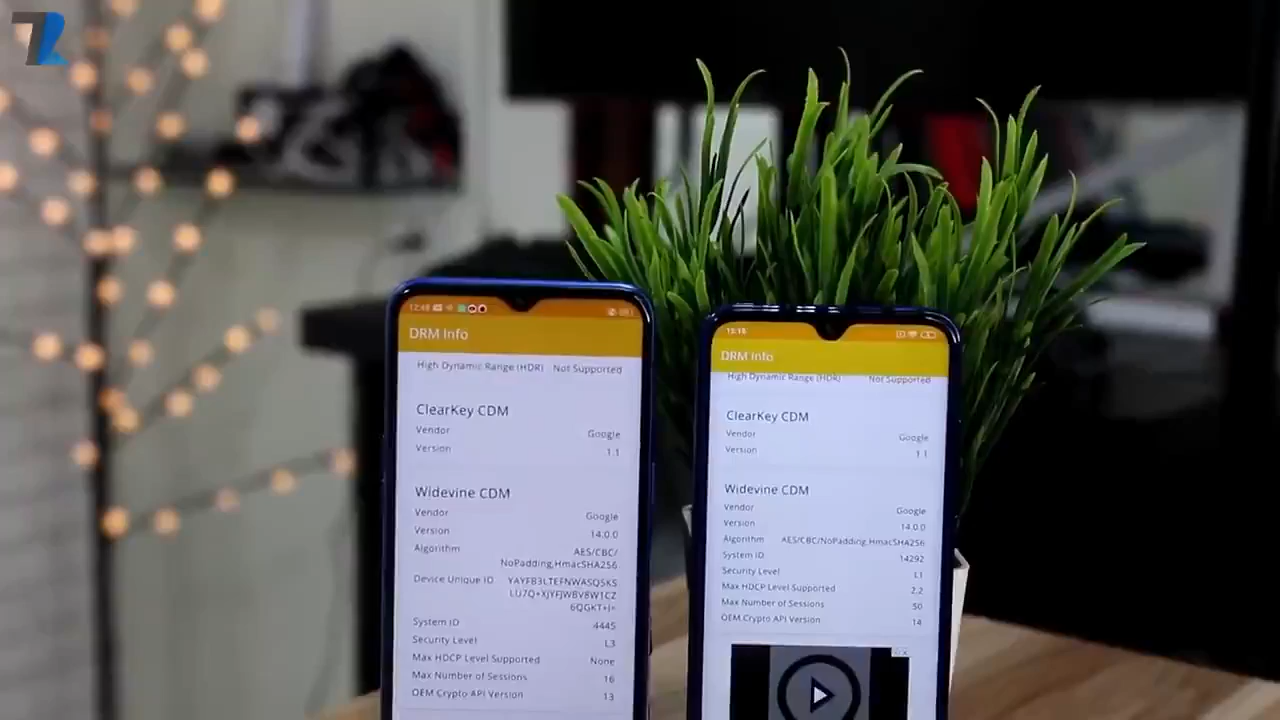 12:48
DRM Info
High Dynamic Range (HDR) Not Supported
ClearKey CDM
Vendor Google
Version 1.1
Widevine CDM
Vendor Google
Version 14.0.0
Algorithm AES/CBC/
NoPadding,HmacSHA256
Device Unique ID
System ID 4445
Security Level L3
Max HDCP Level Supported None
Max Number of Sessions 16
OEM Crypto API Version 13
DRM Info
High Dynamic Range (HDR) Not Supported
ClearKey CDM
Vendor Google
Version 1.1
Widevine CDM
Vendor Google
Version 14.0.0
Algorithm AES/CBC/NoPadding,HmacSHA256
System ID 14292
Security Level L1
Max HDCP Level Supported 2.2
Max Number of Sessions 50
OEM Crypto API Version 14